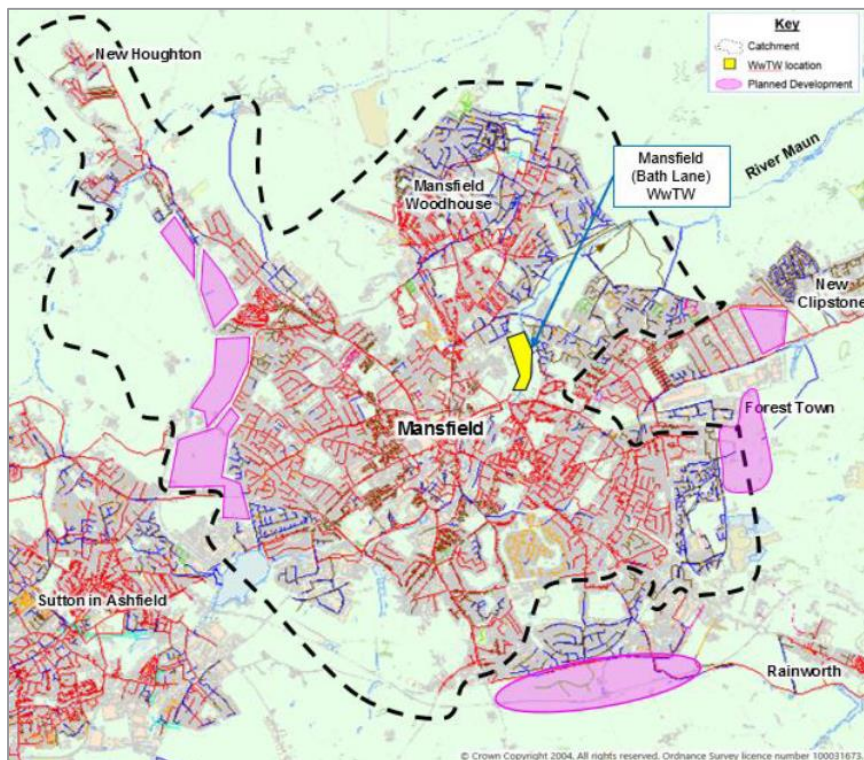 New Houghton
Key
Catchment
WwTW location
Planned Development
River Maun
Mansfield
(Bath Lane)
WwTW
Mansfield
Woodhouse
New
Clipstone
Forest Town
Mansfield
Sutton in Ashfield
Rainworth
© Crown Copyright 2004. All rights reserved. Ordnance Survey licence number 100031673.